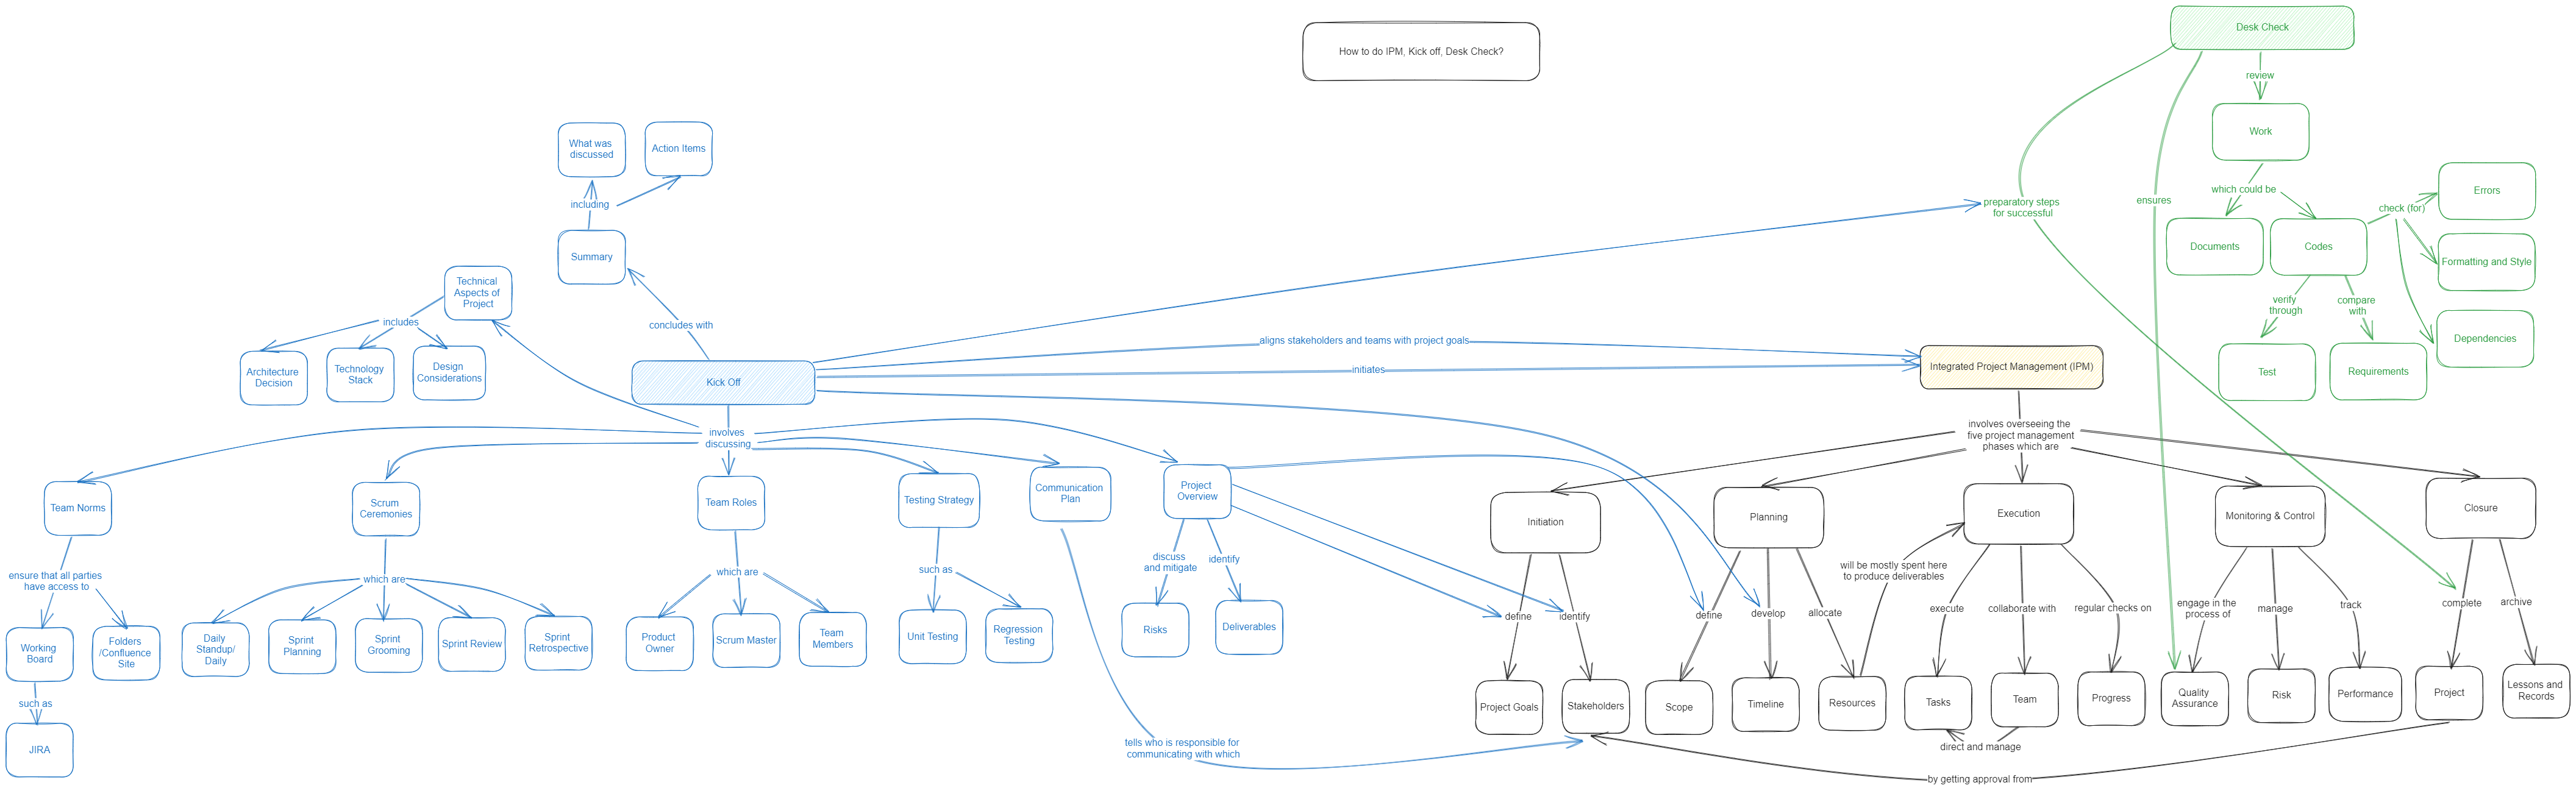 How to do IPM, Kick off, Desk Check?
Desk Check
review
Work
which could be
Documents
Codes
check (for)
Errors
Formatting and Style
Dependencies
verify
through
compare
with
Test
Requirements
ensures
preparatory steps
for successful
What was
discussed
Action Items
including
Summary
concludes with
Technical
Aspects of
Project
includes
Architecture
Decision
Technology
Stack
Design
Considerations
Kick Off
aligns stakeholders and teams with project goals
initiates
Integrated Project Management (IPM)
involves
discussing
Team Norms
Scrum
Ceremonies
Team Roles
Testing Strategy
Communication
Plan
Project
Overview
ensure that all parties
have access to
Working
Board
Folders
/Confluence
Site
such as
JIRA
which are
Daily
Standup/
Daily
Sprint
Planning
Sprint
Grooming
Sprint Review
Sprint
Retrospective
which are
Product
Owner
Scrum Master
Team
Members
such as
Unit Testing
Regression
Testing
discuss
and mitigate
identify
Risks
Deliverables
tells who is responsible for
communicating with which
involves overseeing the
five project management
phases which are
Initiation
Planning
Execution
Monitoring & Control
Closure
define
identify
Project Goals
Stakeholders
define
develop
allocate
Scope
Timeline
Resources
will be mostly spent here
to produce deliverables
execute
collaborate with
regular checks on
Tasks
Team
Progress
direct and manage
engage in the
process of
manage
track
Quality
Assurance
Risk
Performance
complete
archive
Project
Lessons and
Records
by getting approval from